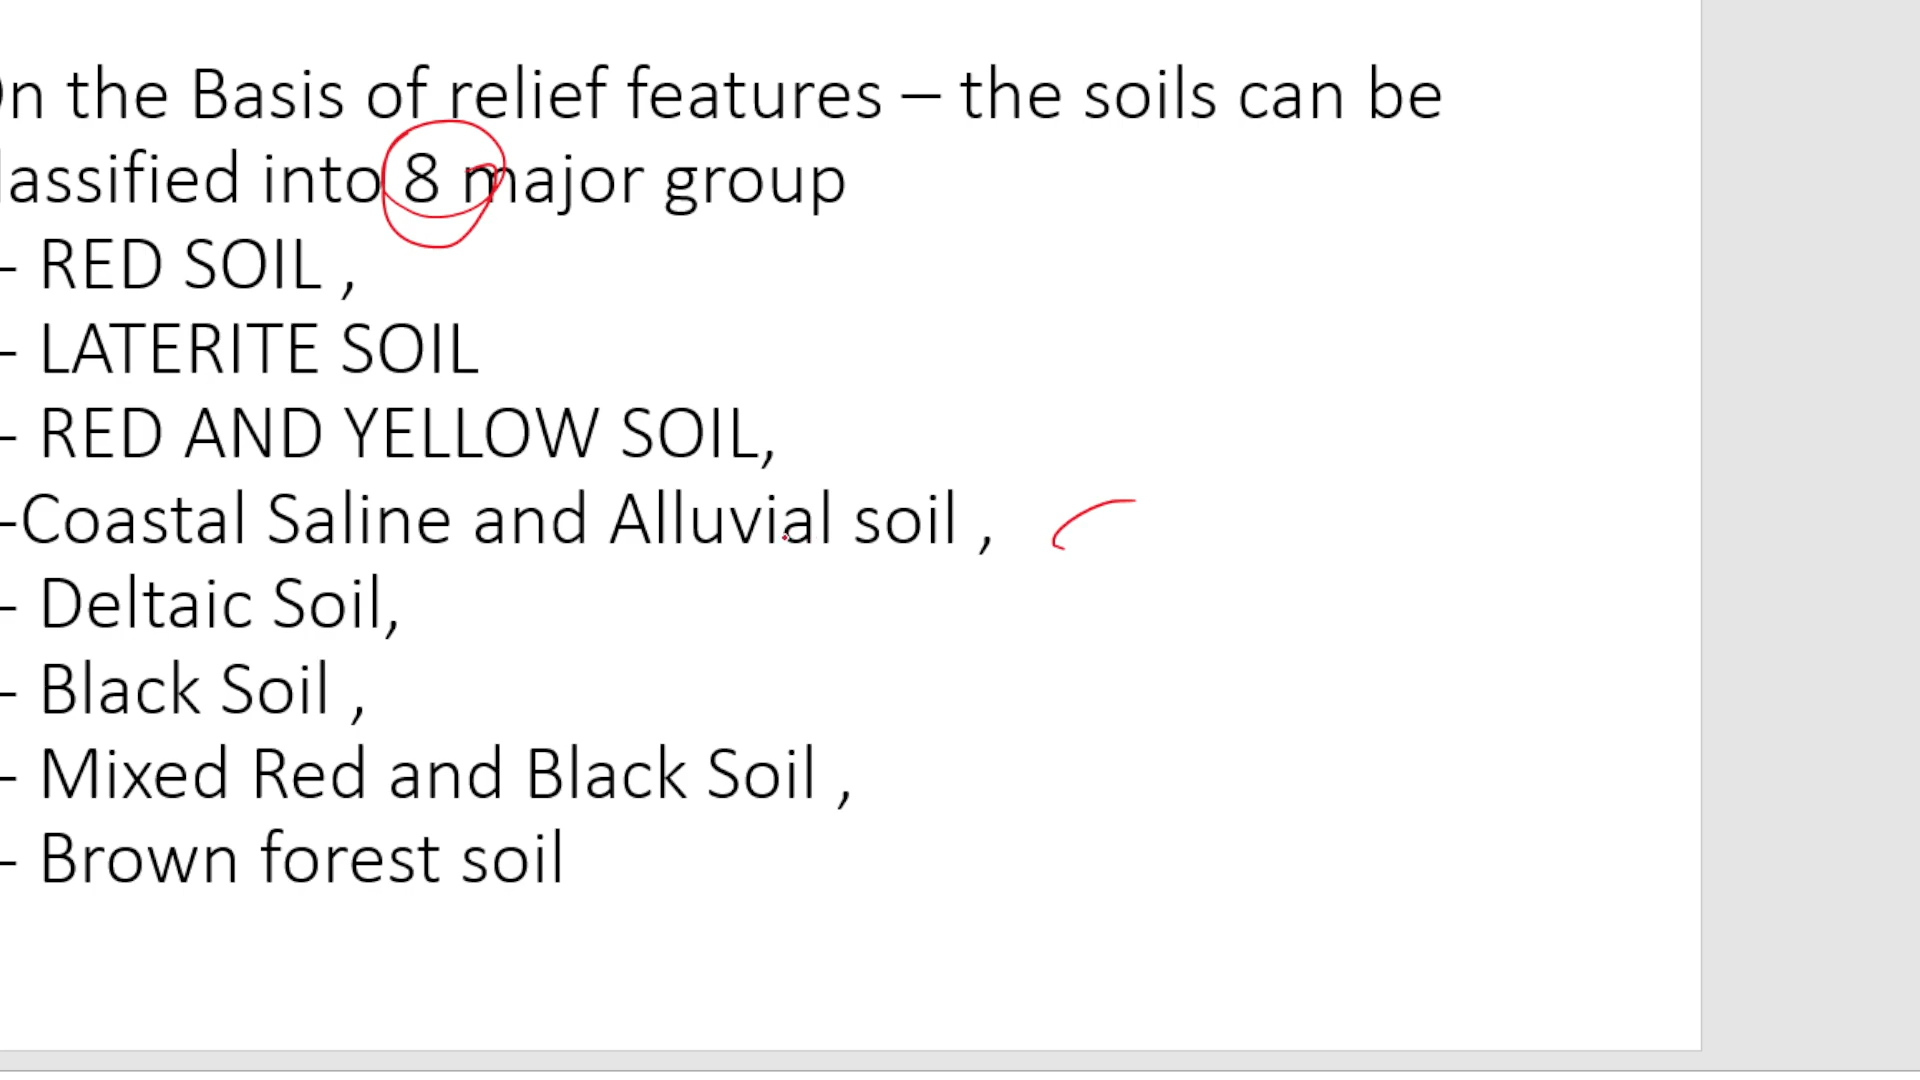 n the Basis of relief features – the soils can be
lassified into 8 major group
- RED SOIL ,
- LATERITE SOIL
- RED AND YELLOW SOIL,
-Coastal Saline and Alluvial soil ,
- Deltaic Soil,
- Black Soil ,
- Mixed Red and Black Soil ,
- Brown forest soil